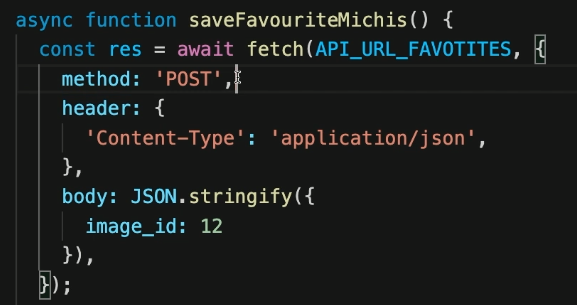 async function saveFavouriteMichis() {
const res = await fetch(API_URL_FAVOTITES, {
method: 'POST',
header: {
'Content-Type': 'application/json',
},
body: JSON.stringify({
image_id: 12
}),
});